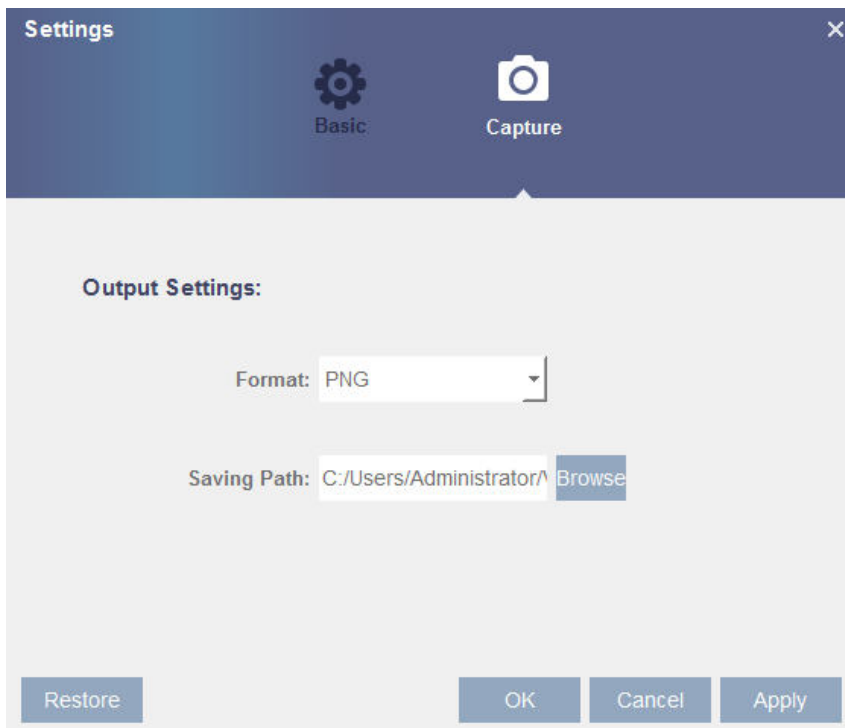 Settings
Basic
Capture
Output Settings:
Format: PNG
Saving Path: C:/Users/Administrator/ Browse
Restore OK Cancel Apply